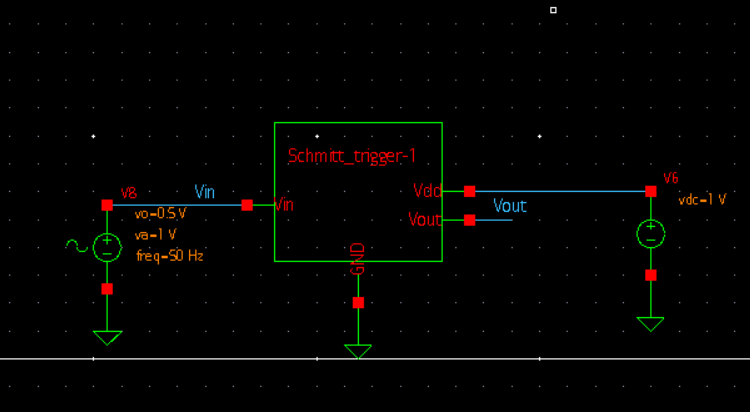 Schmitt_trigger-1
V8
Vin
Vin
vo=0.5 V
va=1 V
freq=50 Hz
Vdd
Vout
Vout
V6
vdc=1 V
GND